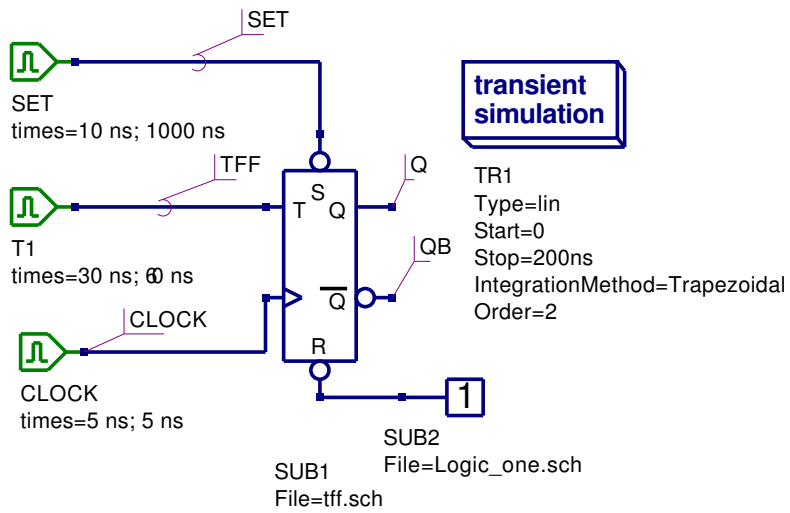 SET
SET
times=10 ns; 1000 ns
transient
simulation
TFF
T1
times=30 ns; 60 ns
S
T
Q
Q
Q
R
QB
TR1
Type=lin
Start=0
Stop=200ns
IntegrationMethod=Trapezoidal
Order=2
CLOCK
CLOCK
times=5 ns; 5 ns
1
SUB2
File=Logic_one.sch
SUB1
File=tff.sch